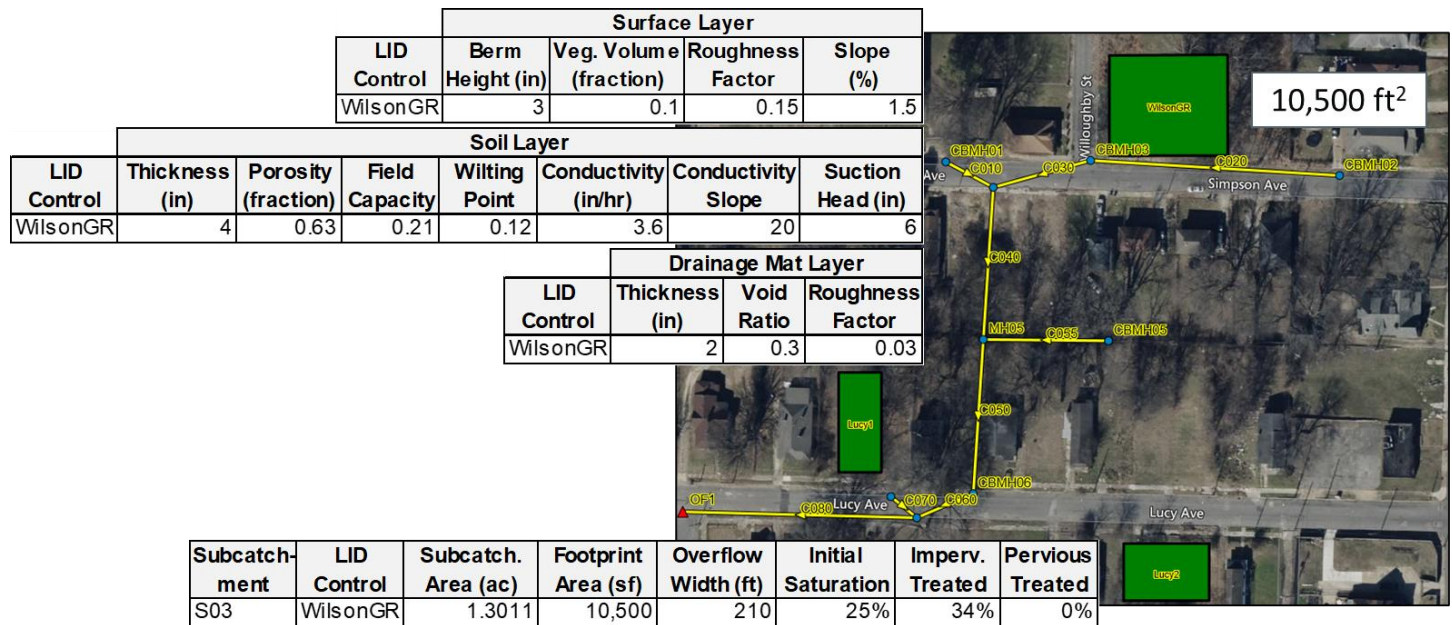 Surface Layer
LID Control Berm Height (in) Veg. Volume (fraction) Roughness Factor Slope (%)
WilsonGR 3 0.1 0.15 1.5
Soil Layer
LID Control Thickness (in) Porosity (fraction) Field Capacity Wilting Point Conductivity (in/hr) Conductivity Slope Suction Head (in)
WilsonGR 4 0.63 0.21 0.12 3.6 20 6
Drainage Mat Layer
LID Control Thickness (in) Void Ratio Roughness Factor
WilsonGR 2 0.3 0.03
10,500 ft²
WilsonGR
Willoughby St
CBMH01
CBMH03
C010
C030
C020
CBMH02
Ave
Simpson Ave
C040
MH05
C055
CBMH05
C050
Lucy1
CBMH06
OF1
C080
Lucy Ave
C070
C060
Lucy Ave
Lucy2
Subcatch-ment LID Control Subcatch. Area (ac) Footprint Area (sf) Overflow Width (ft) Initial Saturation Imperv. Treated Pervious Treated
S03 WilsonGR 1.3011 10,500 210 25% 34% 0%